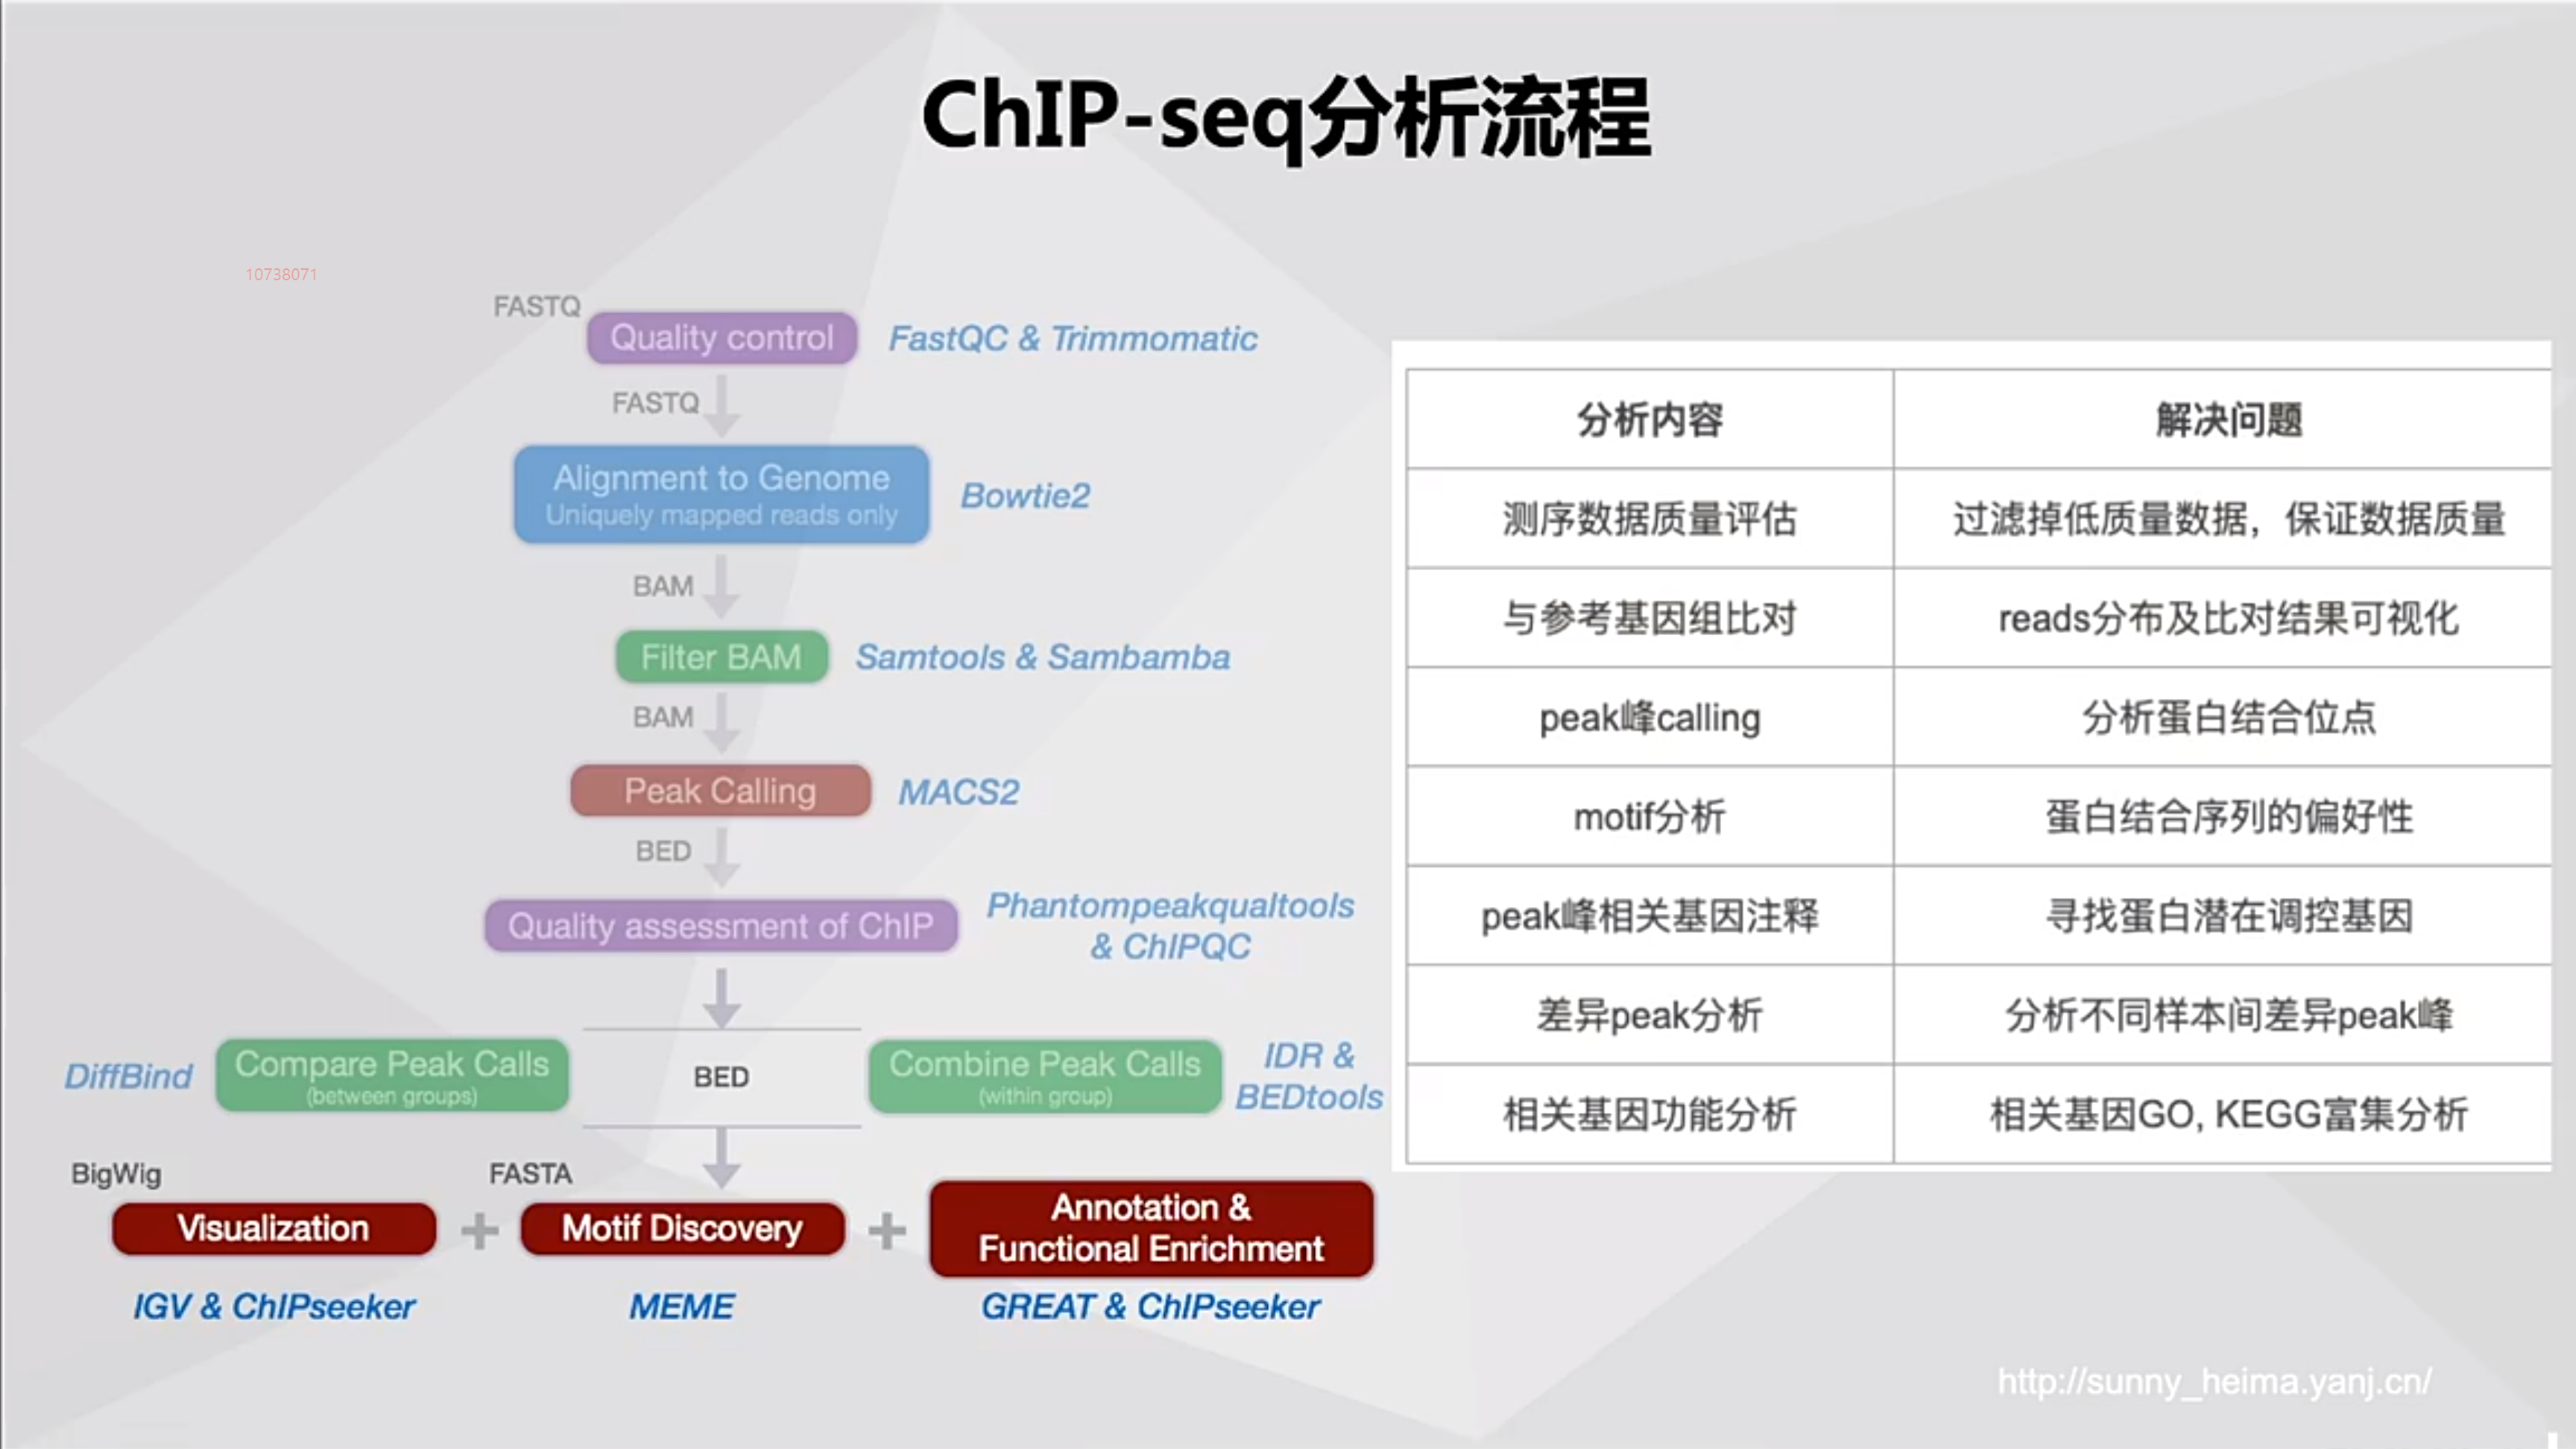 ChIP-seq分析流程
10738071
FASTQ
Quality control
FastQC & Trimmomatic
FASTQ
Alignment to Genome
Uniquely mapped reads only
Bowtie2
BAM
Filter BAM
Samtools & Sambamba
BAM
Peak Calling
MACS2
BED
Quality assessment of ChIP
Phantompeakqualtools
& ChIPQC
DiffBind
Compare Peak Calls
(between groups)
BED
Combine Peak Calls
(within group)
IDR &
BEDtools
BigWig
Visualization
+
FASTA
Motif Discovery
+
Annotation &
Functional Enrichment
IGV & ChIPseeker
MEME
GREAT & ChIPseeker
分析内容 解决问题
测序数据质量评估 过滤掉低质量数据，保证数据质量
与参考基因组比对 reads分布及比对结果可视化
peak峰calling 分析蛋白结合位点
motif分析 蛋白结合序列的偏好性
peak峰相关基因注释 寻找蛋白潜在调控基因
差异peak分析 分析不同样本间差异peak峰
相关基因功能分析 相关基因GO, KEGG富集分析
http://sunny_heima.yanj.cn/